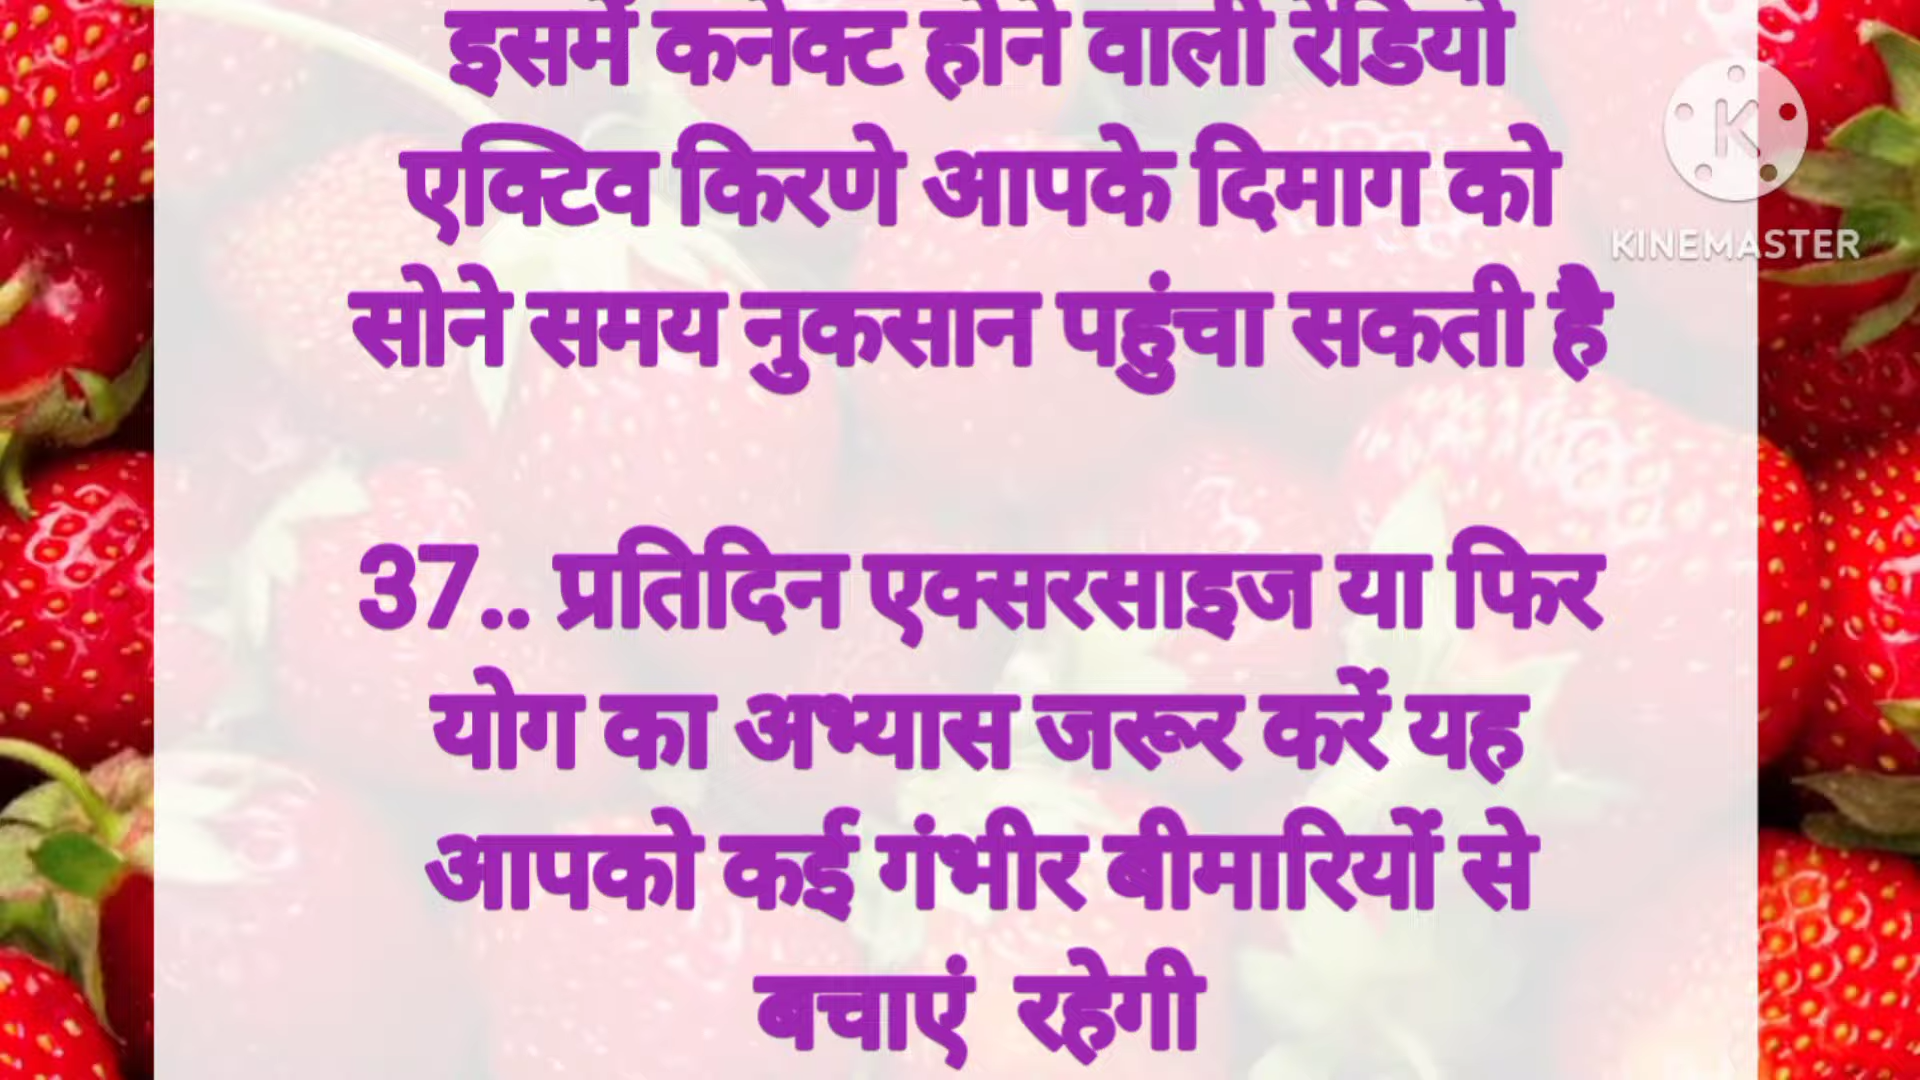 इसमें कनेक्ट होने वाली रेडियो
एक्टिव किरणे आपके दिमाग को
सोने समय नुकसान पहुंचा सकती है
37.. प्रतिदिन एक्सरसाइज या फिर
योग का अभ्यास जरूर करें यह
आपको कई गंभीर बीमारियों से
बचाएं रहेगी
K
KINEMASTER